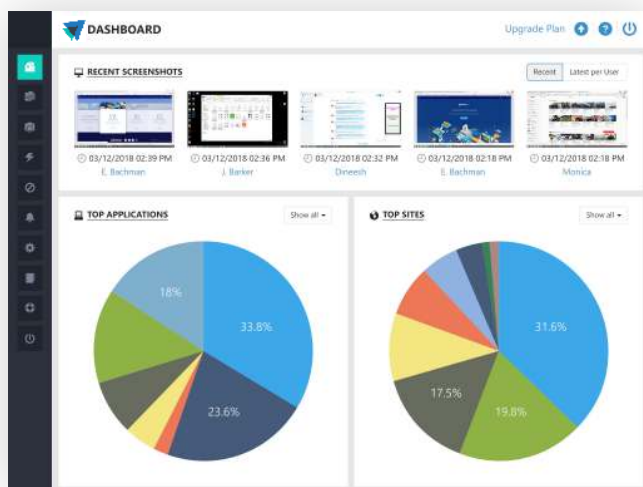 DASHBOARD
Upgrade Plan
RECENT SCREENSHOTS
Recent Latest per User
03/12/2018 02:39 PM 03/12/2018 02:36 PM 03/12/2018 02:32 PM 03/12/2018 02:18 PM 03/12/2018 02:18 PM
E. Bachman J. Barker Dineesh E. Bachman Monica
TOP APPLICATIONS Show all
TOP SITES Show all
18%
33.8%
23.6%
31.6%
17.5%
19.8%